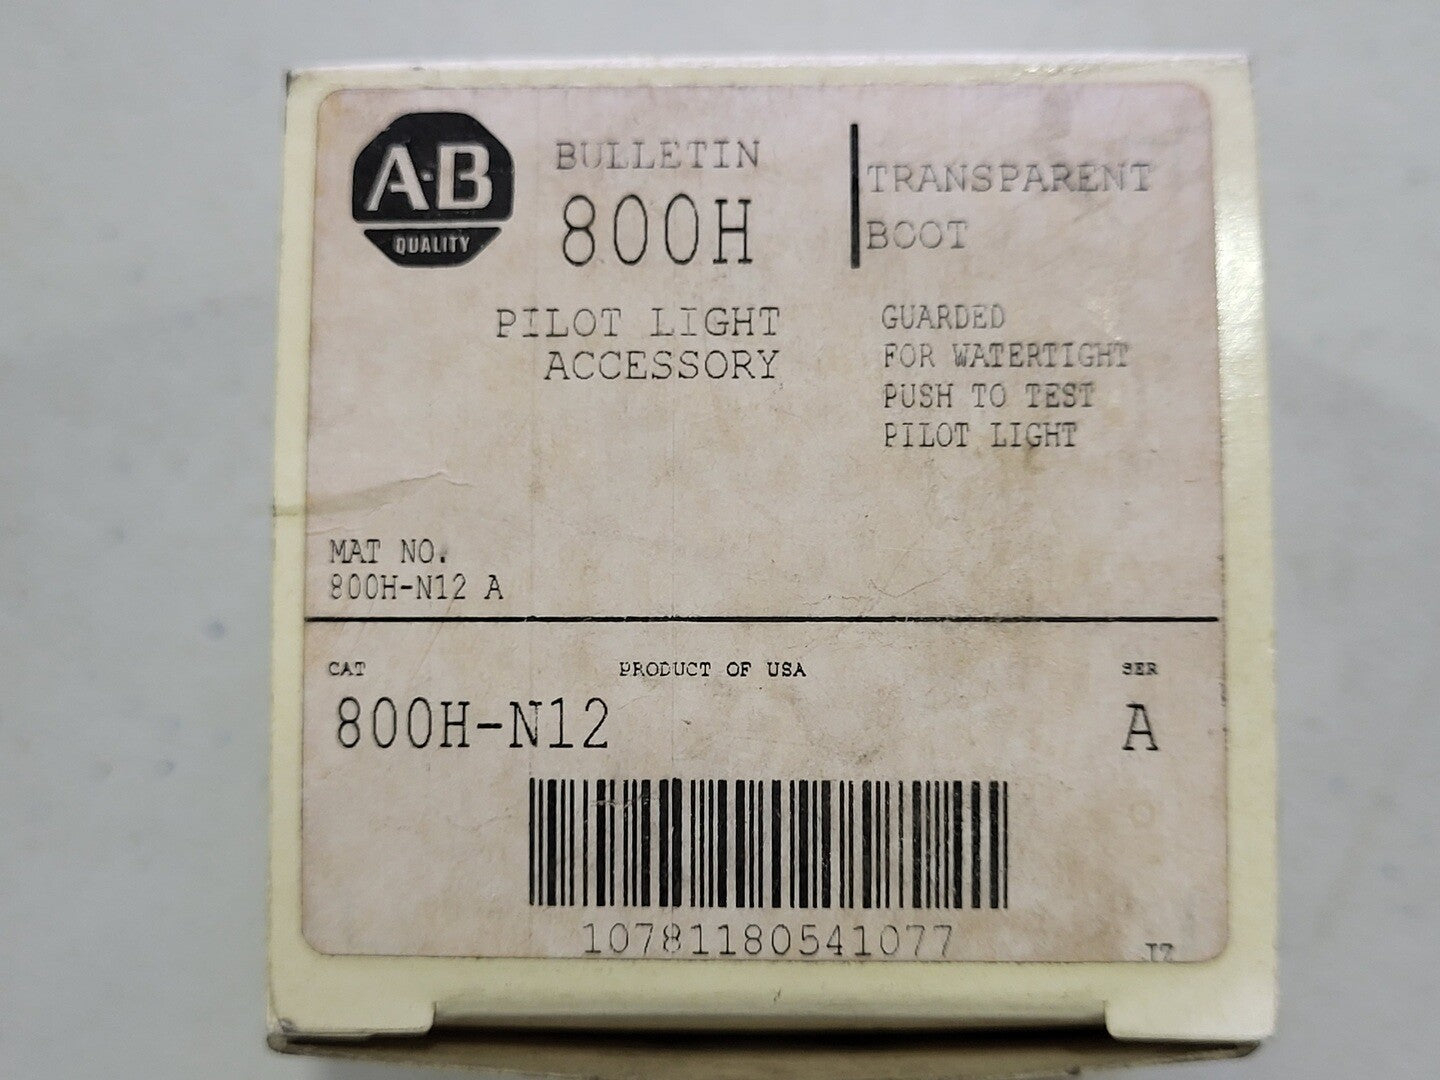 A-B
QUALITY
BULLETIN
800H
TRANSPARENT
BOOT
PILOT LIGHT
ACCESSORY
GUARDED
FOR WATERTIGHT
PUSH TO TEST
PILOT LIGHT
MAT NO.
800H-N12 A
CAT
PRODUCT OF USA
SER
800H-N12
A
10781180541077